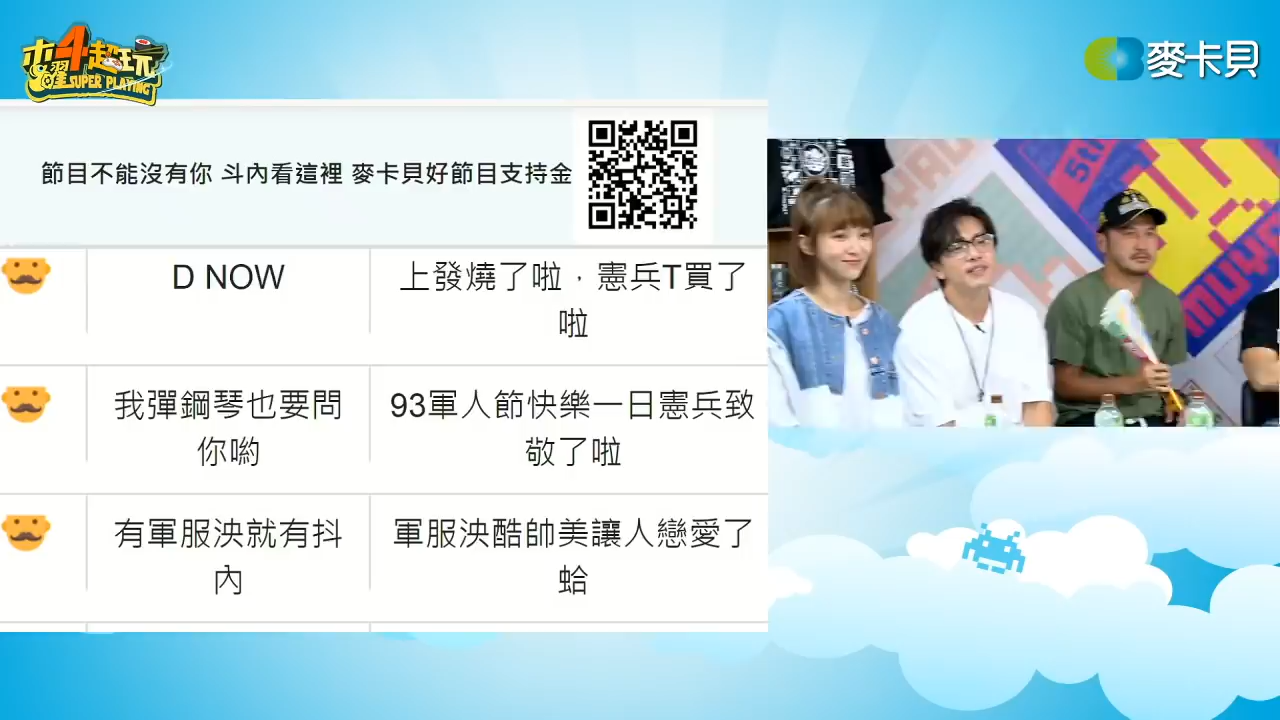 木曜4超玩
SUPER PLAYING
麥卡貝
節目不能沒有你 斗內看這裡 麥卡貝好節目支持金
D NOW
上發燒了啦，憲兵T買了
啦
我彈鋼琴也要問
你喲
93軍人節快樂一日憲兵致
敬了啦
有軍服泱就有抖
內
軍服泱酷帥美讓人戀愛了
蛤
5th
MUYA